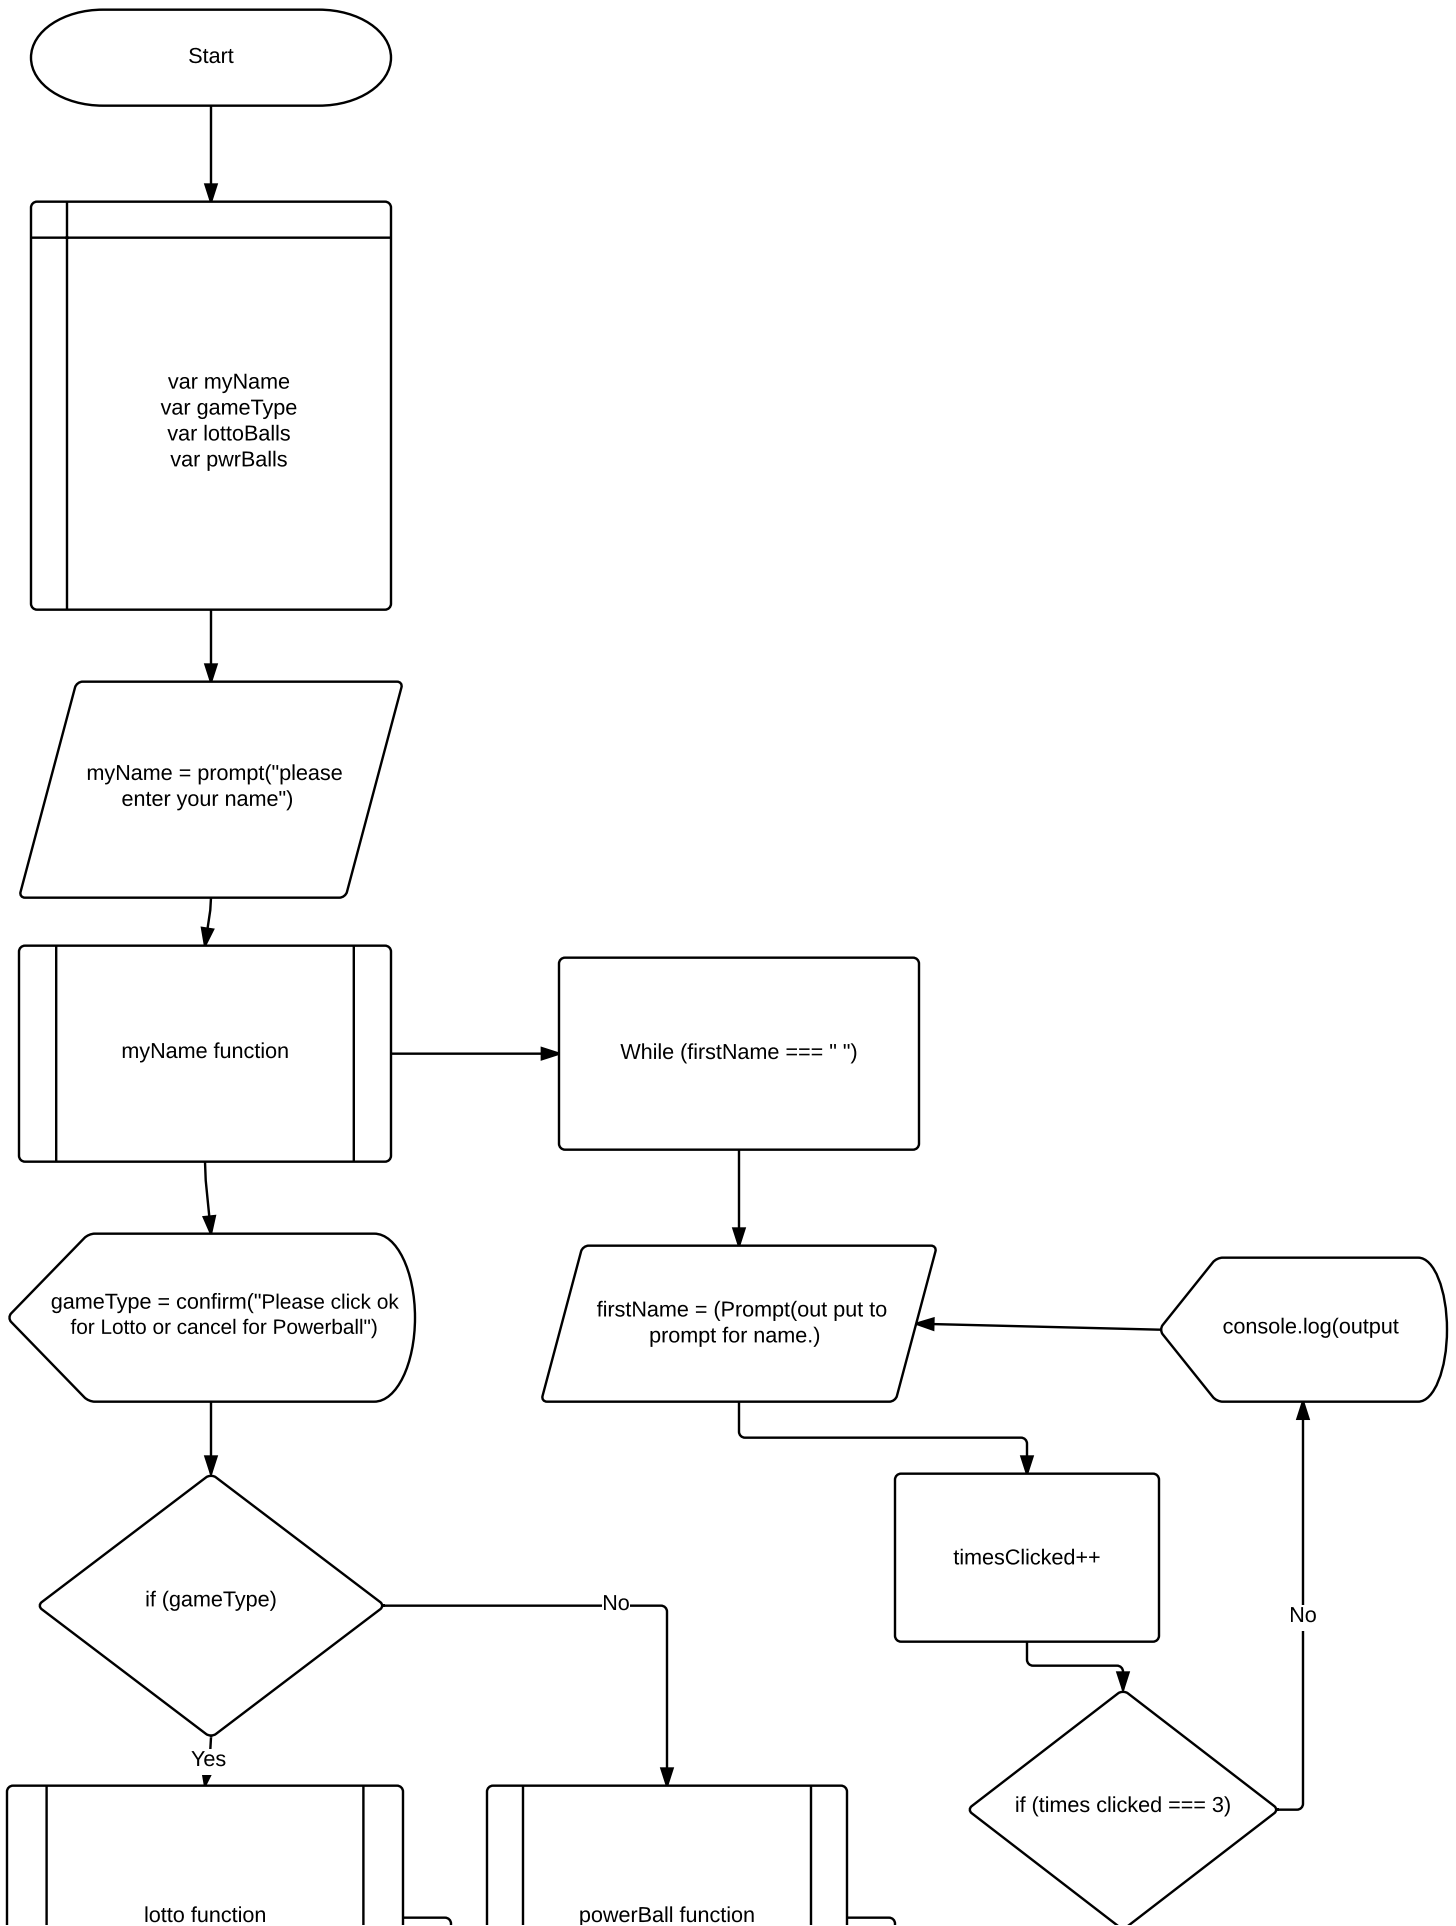 Start
var myName
var gameType
var lottoBalls
var pwrBalls
myName = prompt("please
enter your name")
myName function
While (firstName === " ")
gameType = confirm("Please click ok
for Lotto or cancel for Powerball")
firstName = (Prompt(out put to
prompt for name.)
console.log(output
if (gameType)
No
timesClicked++
No
Yes
if (times clicked === 3)
lotto function
powerBall function